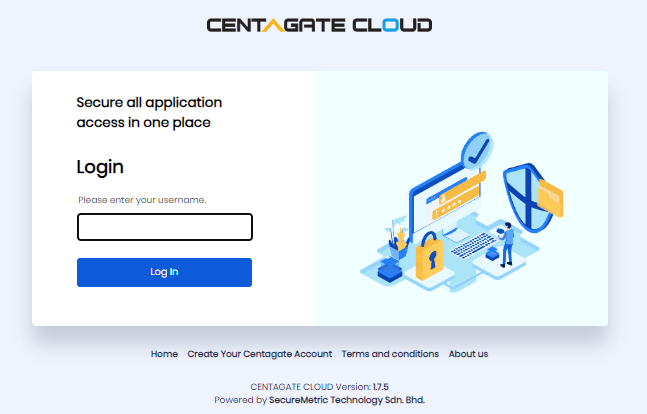 CENTAGATE CLOUD
Secure all application
access in one place
Login
Please enter your username.
Log In
Home Create Your Centagate Account Terms and conditions About us
CENTAGATE CLOUD Version: 1.7.5
Powered by SecureMetric Technology Sdn. Bhd.